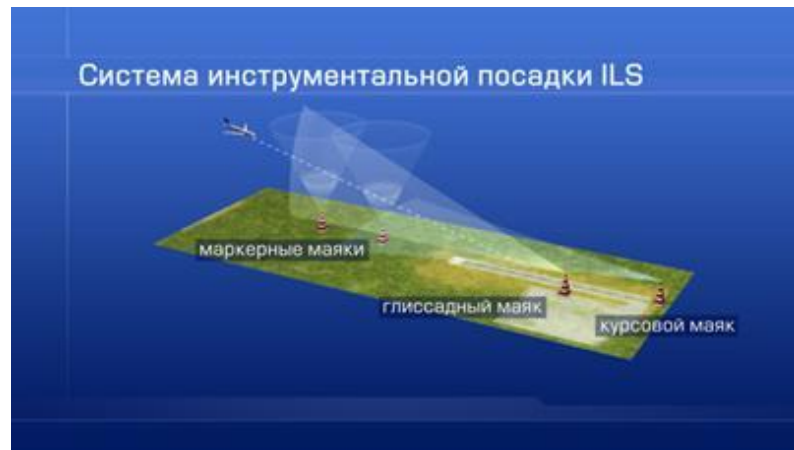 Система инструментальной посадки ILS
маркерные маяки
глиссадный маяк
курсовой маяк